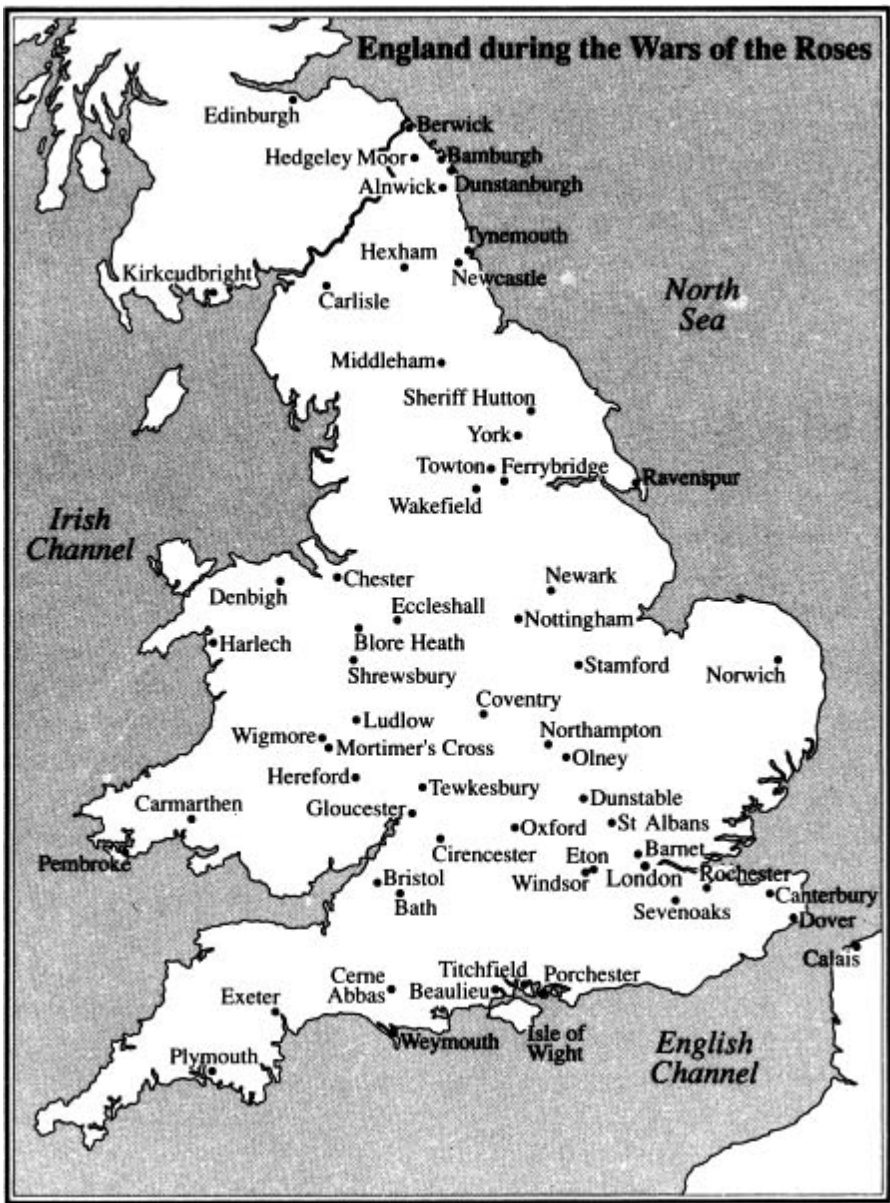 England during the Wars of the Roses
Edinburgh
Berwick
Hedgeley Moor
Bamburgh
Alnwick
Dunstanburgh
Tynemouth
Hexham
Newcastle
Kirkcudbright
Carlisle
North
Sea
Middleham
Sheriff Hutton
York
Towton
Ferrybridge
Ravenspur
Wakefield
Irish
Channel
Chester
Denbigh
Newark
Eccleshall
Nottingham
Harlech
Blore Heath
Shrewsbury
Stamford
Norwich
Coventry
Ludlow
Northampton
Wigmore
Mortimer's Cross
Olney
Hereford
Tewkesbury
Dunstable
Carmarthen
Gloucester
Oxford
St Albans
Cirencester
Barnet
Pembroke
Eton
Windsor
London
Rochester
Bristol
Bath
Sevenoaks
Canterbury
Dover
Calais
Titchfield
Porchester
Cerne
Abbas
Beaulieu
Exeter
Weymouth
Isle of
Wight
English
Channel
Plymouth